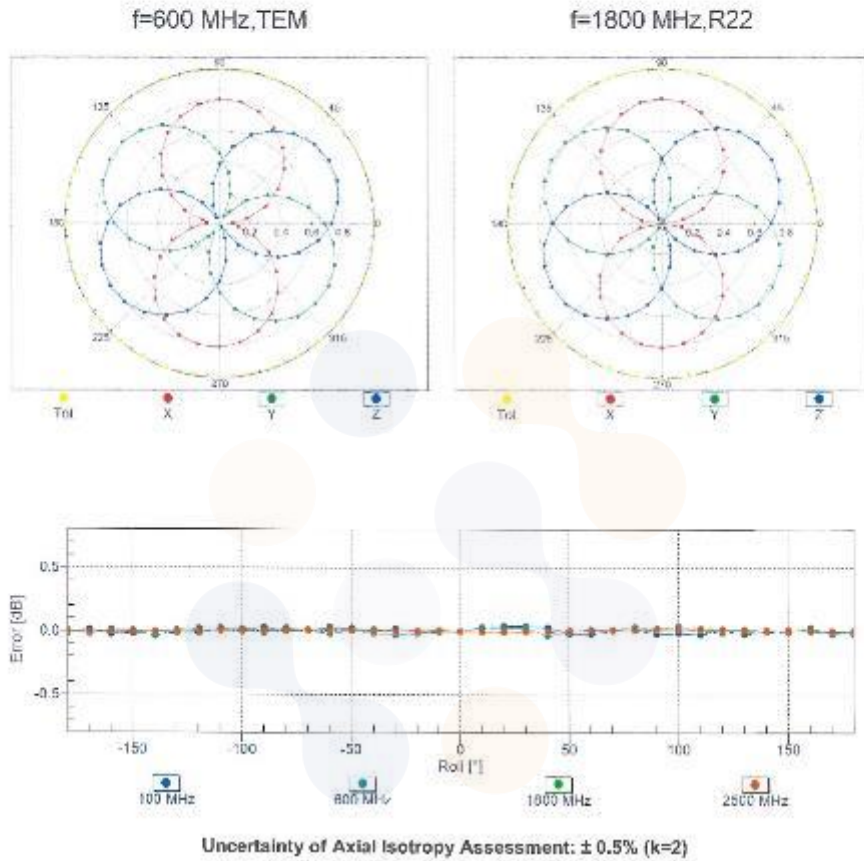 f=600 MHz,TEM
f=1800 MHz,R22
90
135
45
180
0.2 0.4 0.6 0.8
0
225
315
270
Tot X Y Z
90
135
45
180
0.2 0.4 0.6 0.8
0
225
315
270
Tot X Y Z
Error [dB]
0.5
0.0
-0.5
-150 -100 -50 0 50 100 150
Roll [°]
100 MHz 600 MHz 1800 MHz 2500 MHz
Uncertainty of Axial Isotropy Assessment: ± 0.5% (k=2)